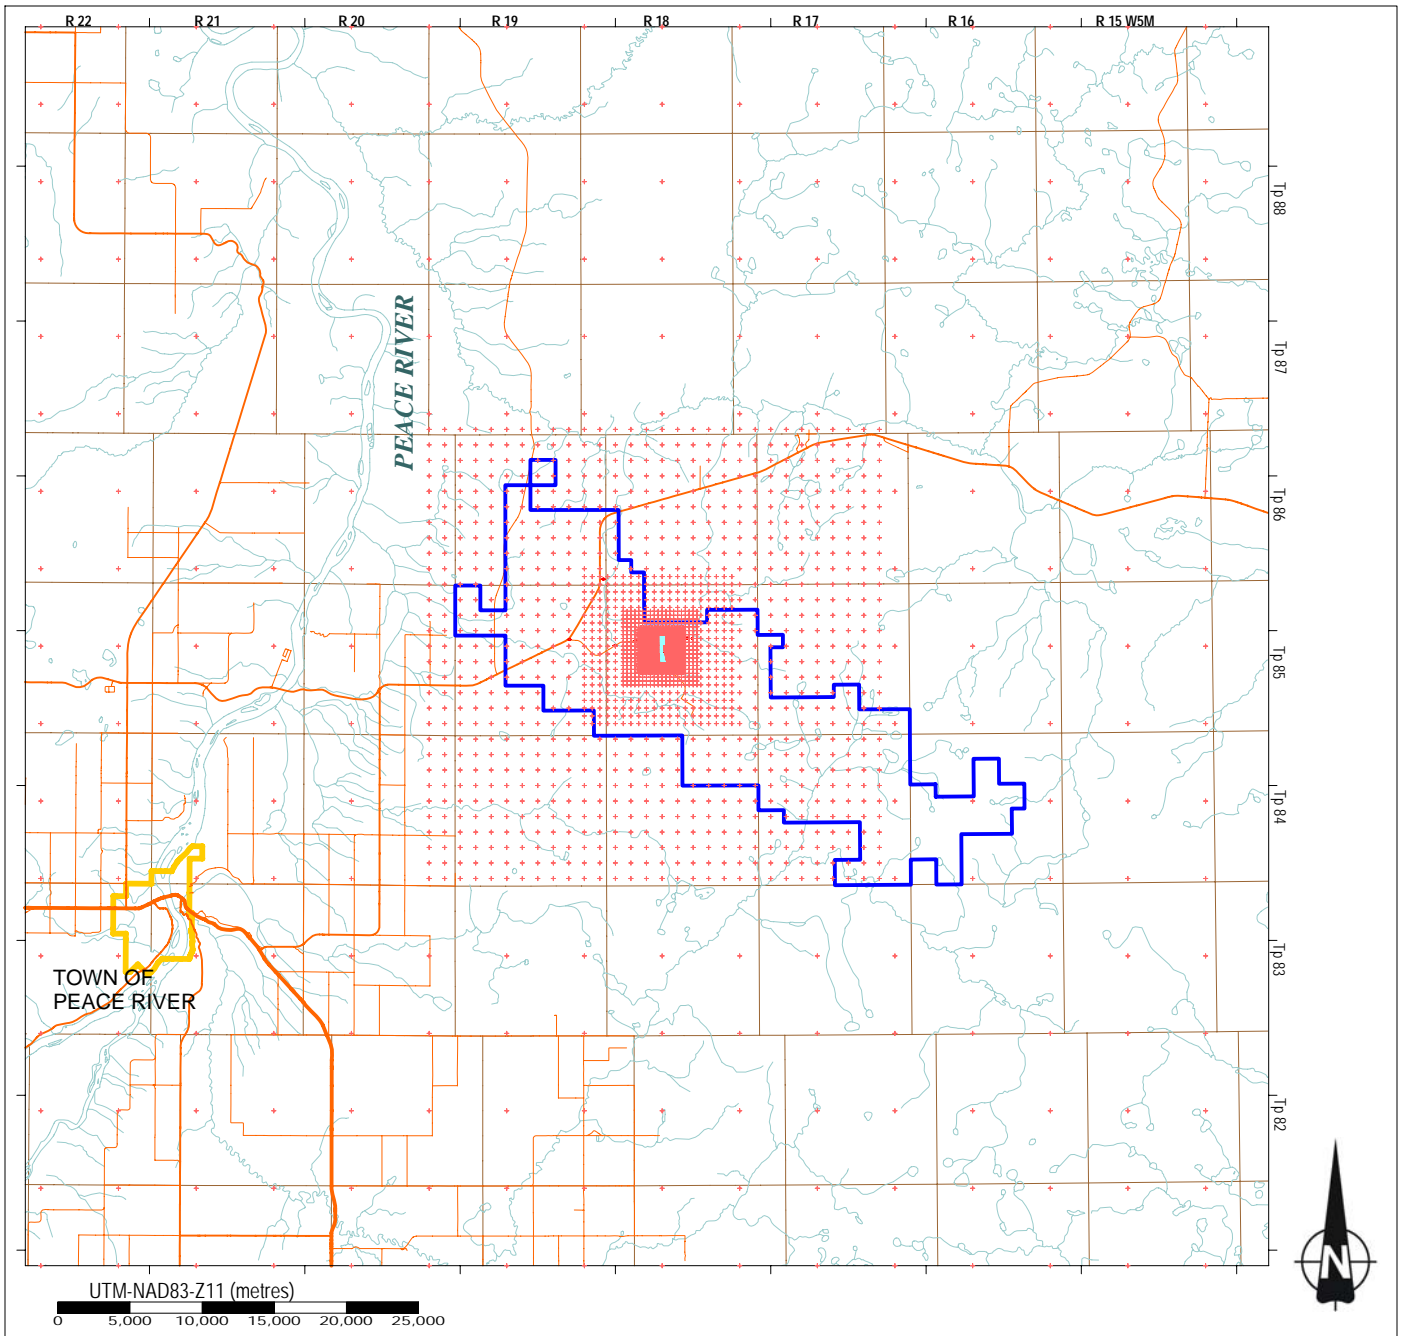 R 22 R 21 R 20 R 19 R 18 R 17 R 16 R 15 W5M
Tp 88
Tp 87
PEACE RIVER
Tp 86
Tp 85
Tp 84
Tp 83
TOWN OF
PEACE RIVER
Tp 82
N
UTM-NAD83-Z11 (metres)
0 5,000 10,000 15,000 20,000 25,000